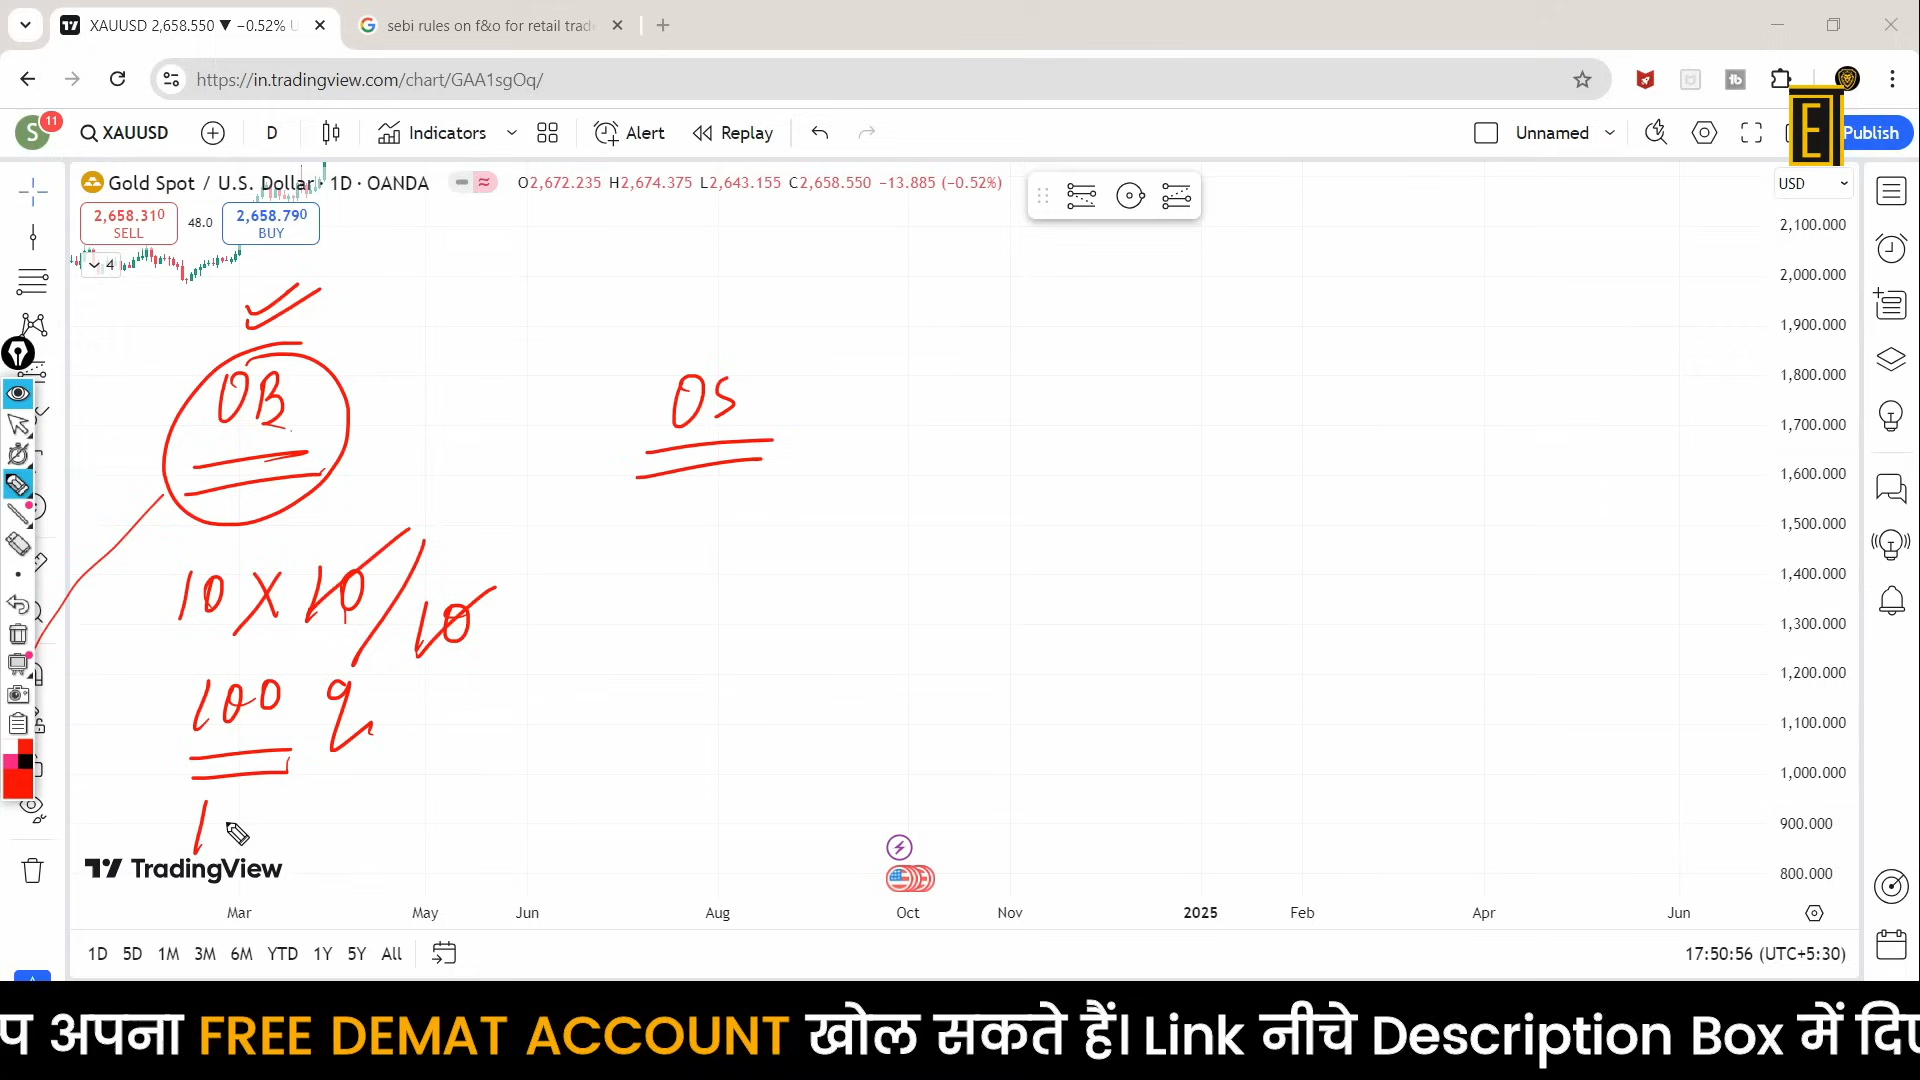 XAUUSD 2,658.550 ▼ −0.52% U
sebi rules on f&o for retail trade
https://in.tradingview.com/chart/GAA1sgOq/
S 11 XAUUSD D Indicators Alert Replay Unnamed Publish
E
Gold Spot / U.S. Dollar · 1D · OANDA O2,672.235 H2,674.375 L2,643.155 C2,658.550 −13.885 (−0.52%)
USD
2,658.310 SELL 48.0 2,658.790 BUY
4
2,100.000
2,000.000
1,900.000
1,800.000
1,700.000
1,600.000
1,500.000
1,400.000
1,300.000
1,200.000
1,100.000
1,000.000
900.000
800.000
OB OS
10 X 10 / 10
100 q
1
TradingView
Mar May Jun Aug Oct Nov 2025 Feb Apr Jun
1D 5D 1M 3M 6M YTD 1Y 5Y All 17:50:56 (UTC+5:30)
प अपना FREE DEMAT ACCOUNT खोल सकते हैं। Link नीचे Description Box में दिए